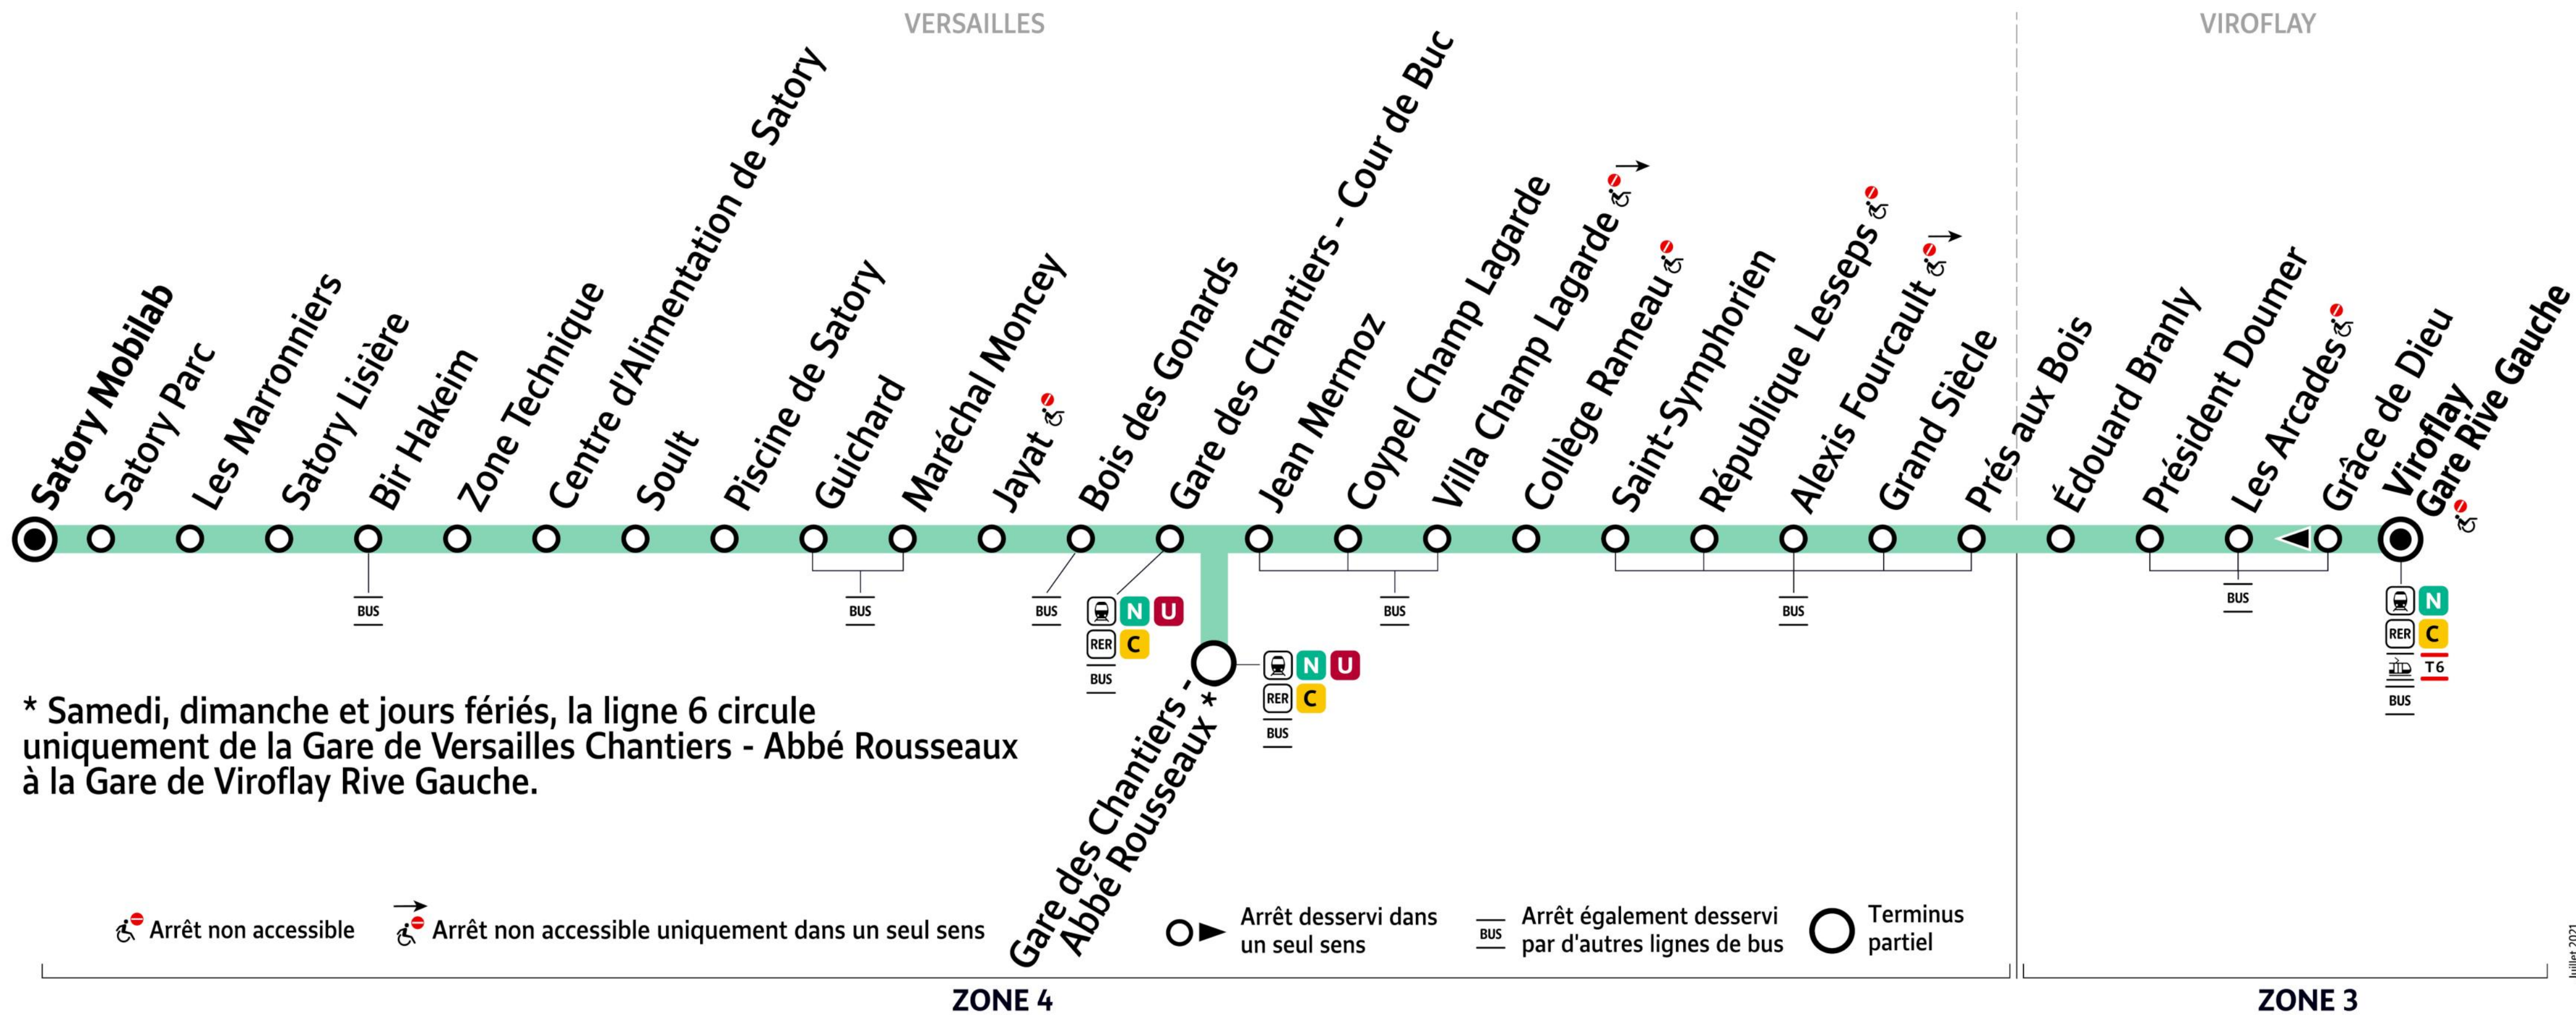 VERSAILLES
VIROFLAY
Satory Mobilab
Satory Parc
Les Marronniers
Satory Lisière
Bir Hakeim
Zone Technique
Centre d'Alimentation de Satory
Soult
Piscine de Satory
Guichard
Maréchal Moncey
Jayat
Bois des Gonards
Gare des Chantiers - Cour de Buc
Jean Mermoz
Coypel Champ Lagarde
Villa Champ Lagarde
Collège Rameau
Saint-Symphorien
République Lesseps
Alexis Fourcault
Grand Siècle
Prés aux Bois
Édouard Branly
Président Doumer
Les Arcades
Grâce de Dieu
Viroflay
Gare Rive Gauche
BUS
BUS
BUS
N U
RER C
BUS
Gare des Chantiers -
Abbé Rousseaux *
N U
RER C
BUS
BUS
BUS
BUS
N
RER C
T6
BUS
* Samedi, dimanche et jours fériés, la ligne 6 circule
uniquement de la Gare de Versailles Chantiers - Abbé Rousseaux
à la Gare de Viroflay Rive Gauche.
Arrêt non accessible
Arrêt non accessible uniquement dans un seul sens
Arrêt desservi dans
un seul sens
BUS
Arrêt également desservi
par d'autres lignes de bus
Terminus
partiel
Juillet 2021
ZONE 4
ZONE 3